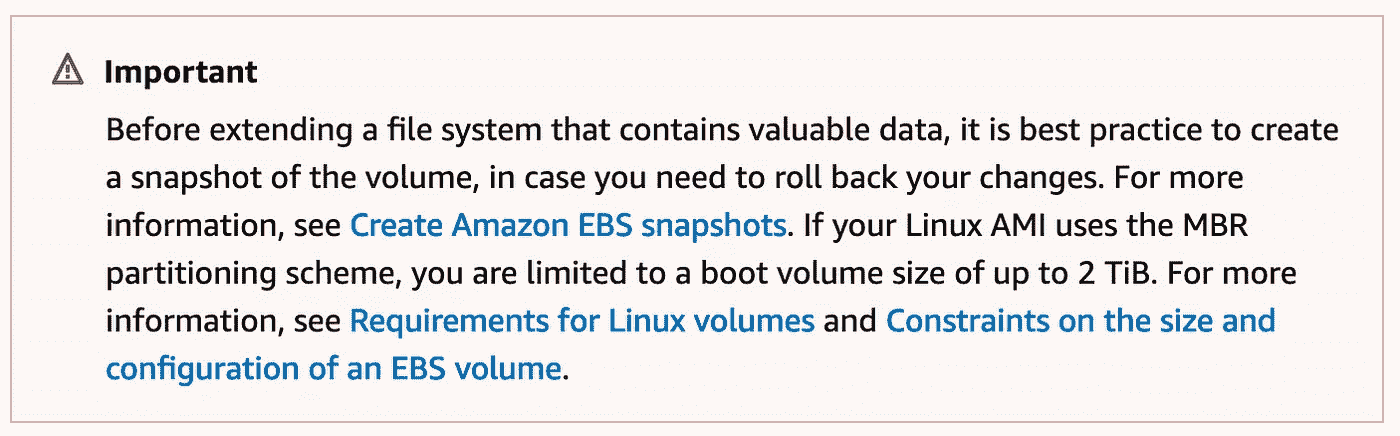 Important
Before extending a file system that contains valuable data, it is best practice to create
a snapshot of the volume, in case you need to roll back your changes. For more
information, see Create Amazon EBS snapshots. If your Linux AMI uses the MBR
partitioning scheme, you are limited to a boot volume size of up to 2 TiB. For more
information, see Requirements for Linux volumes and Constraints on the size and
configuration of an EBS volume.